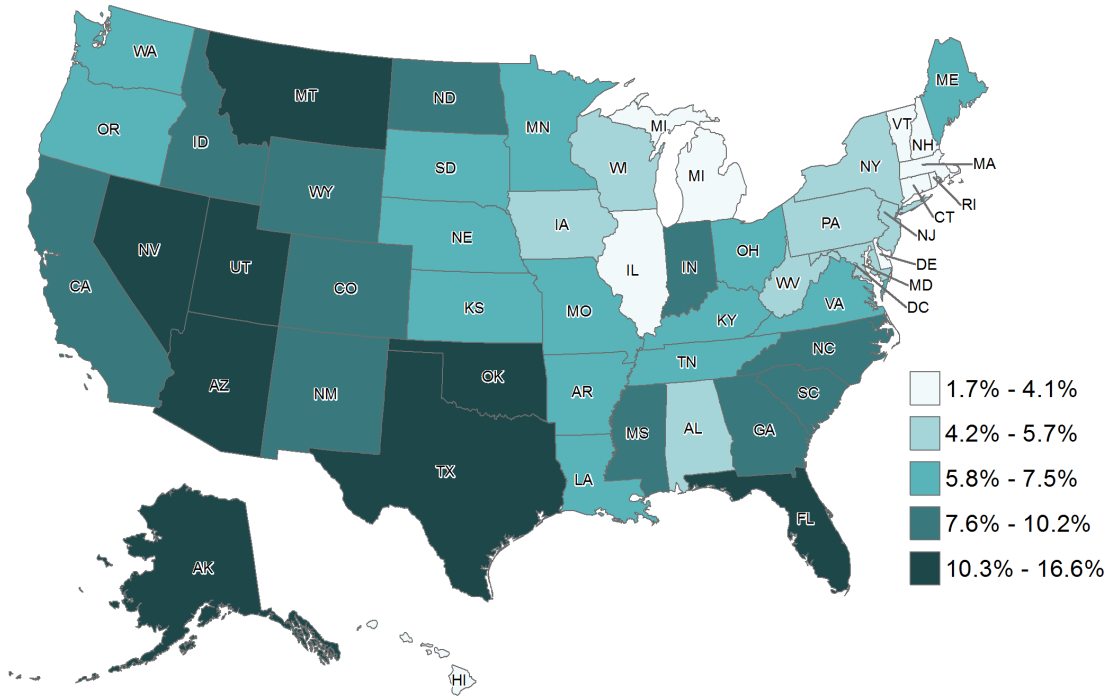 WA
ME
MT
ND
VT
MI
MN
OR
NH
ID
MA
WI
NY
SD
MI
WY
RI
CT
IA
PA
NJ
NE
NV
OH
UT
DE
IN
IL
WV
CA
CO
MD
VA
DC
KS
MO
KY
NC
TN
OK
AZ
1.7% - 4.1%
AR
NM
SC
AL
GA
MS
4.2% - 5.7%
TX
LA
5.8% - 7.5%
FL
7.6% - 10.2%
AK
10.3% - 16.6%
HI